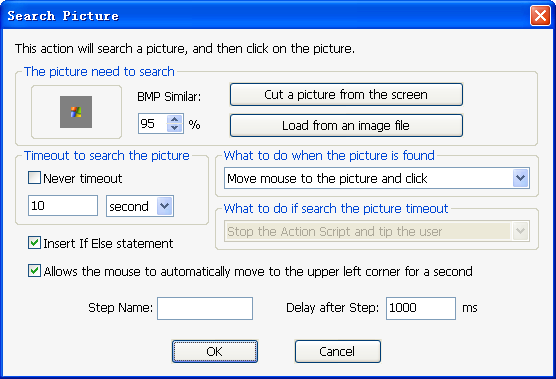 Search Picture
This action will search a picture, and then click on the picture.
The picture need to search
BMP Similar:
95 %
Cut a picture from the screen
Load from an image file
Timeout to search the picture
Never timeout
10 second
What to do when the picture is found
Move mouse to the picture and click
What to do if search the picture timeout
Stop the Action Script and tip the user
Insert If Else statement
Allows the mouse to automatically move to the upper left corner for a second
Step Name: Delay after Step: 1000 ms
OK Cancel